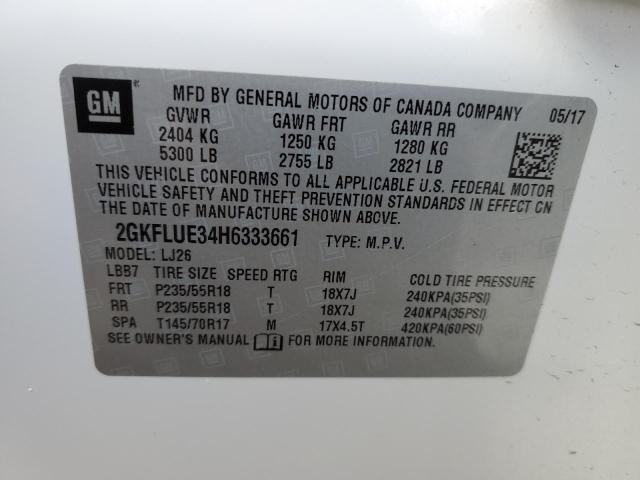 GM
MFD BY GENERAL MOTORS OF CANADA COMPANY 05/17
GVWR GAWR FRT GAWR RR
2404 KG 1250 KG 1280 KG
5300 LB 2755 LB 2821 LB
THIS VEHICLE CONFORMS TO ALL APPLICABLE U.S. FEDERAL MOTOR
VEHICLE SAFETY AND THEFT PREVENTION STANDARDS IN EFFECT ON
THE DATE OF MANUFACTURE SHOWN ABOVE.
2GKFLUE34H6333661 TYPE: M.P.V.
MODEL: LJ26
LBB7 TIRE SIZE SPEED RTG RIM COLD TIRE PRESSURE
FRT P235/55R18 T 18X7J 240KPA(35PSI)
RR P235/55R18 T 18X7J 240KPA(35PSI)
SPA T145/70R17 M 17X4.5T 420KPA(60PSI)
SEE OWNER'S MANUAL FOR MORE INFORMATION.